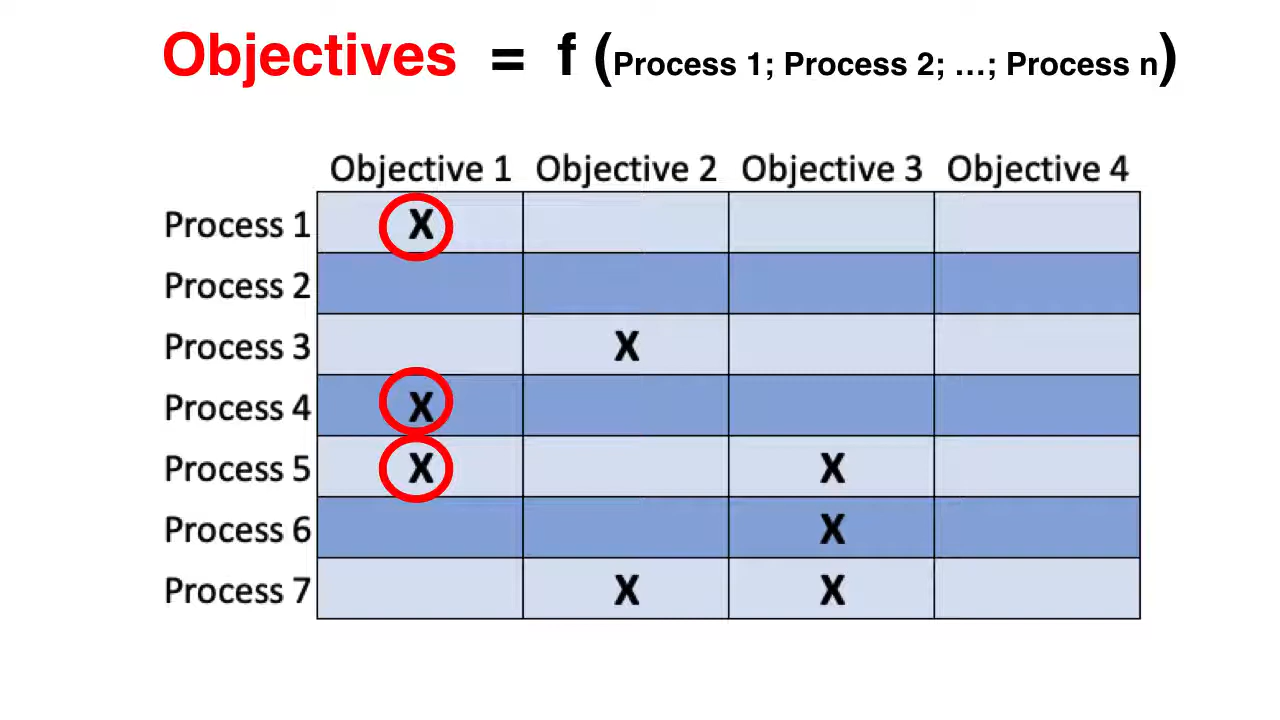 Objectives = f (Process 1; Process 2; ...; Process n)
Objective 1 Objective 2 Objective 3 Objective 4
Process 1 X
Process 2
Process 3 X
Process 4 X
Process 5 X X
Process 6 X
Process 7 X X